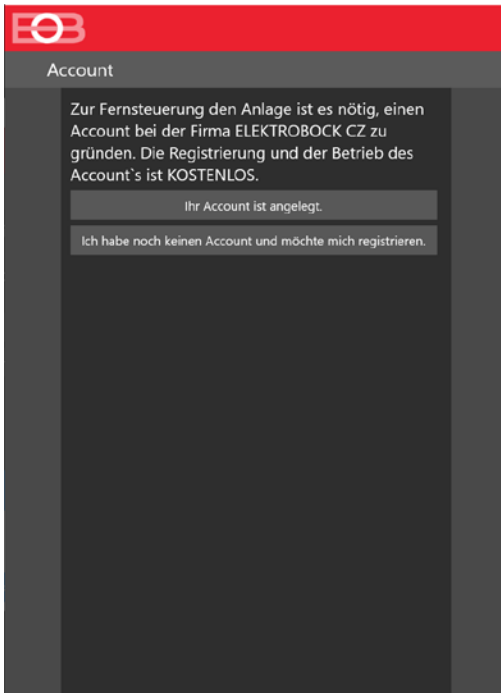 EOB
Account
Zur Fernsteuerung den Anlage ist es nötig, einen
Account bei der Firma ELEKTROBOCK CZ zu
gründen. Die Registrierung und der Betrieb des
Account`s ist KOSTENLOS.
Ihr Account ist angelegt.
Ich habe noch keinen Account und möchte mich registrieren.